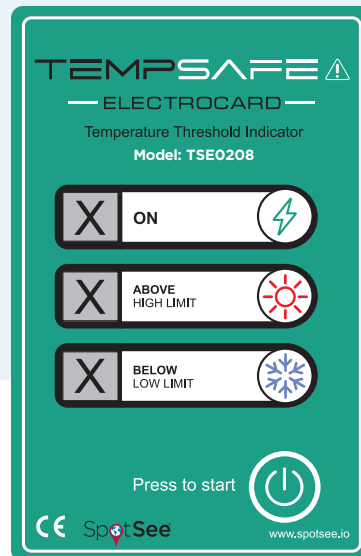 TEMPSAFE
ELECTROCARD
Temperature Threshold Indicator
Model: TSE0208
X ON
X ABOVE
HIGH LIMIT
X BELOW
LOW LIMIT
Press to start
CE SpotSee www.spotsee.io